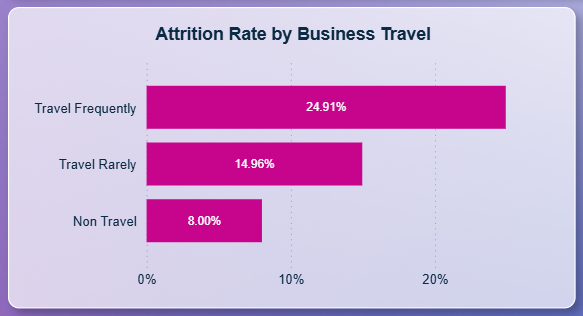 Attrition Rate by Business Travel
Travel Frequently
24.91%
Travel Rarely
14.96%
Non Travel
8.00%
0%
10%
20%